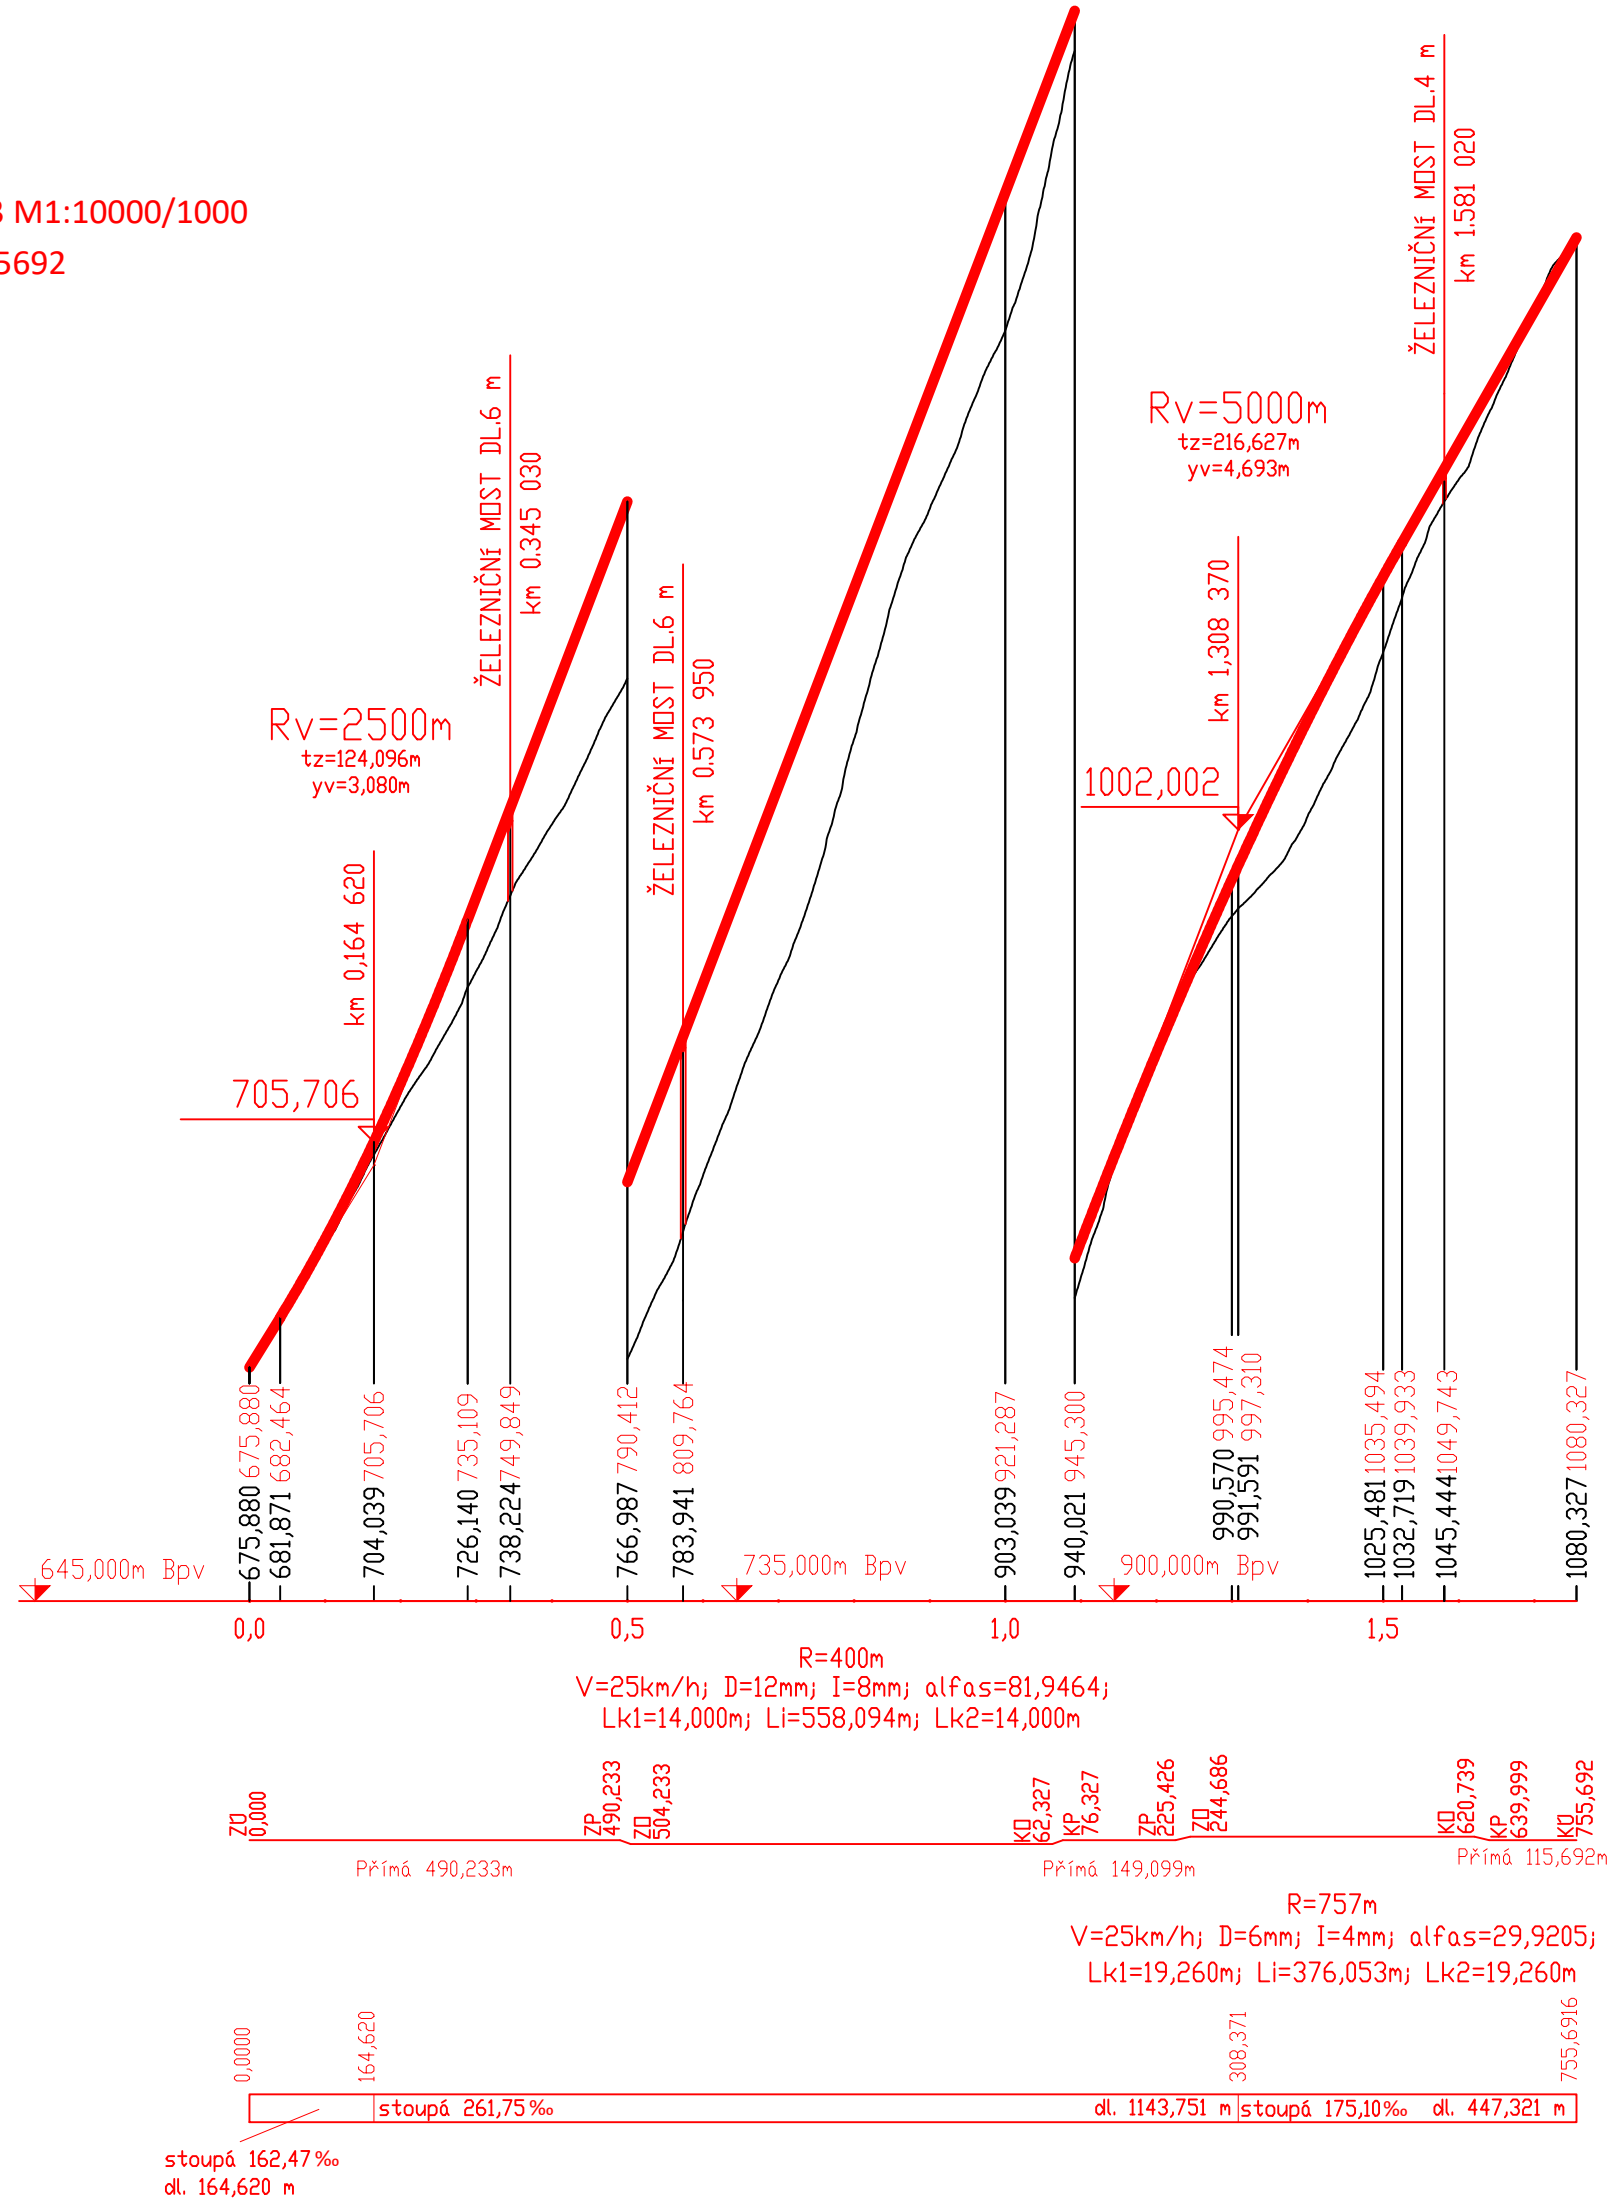 3 M1:10000/1000
5692
ŽELEZNIČNÍ MOST DL.4 m
km 1.581 020
ŽELEZNIČNÍ MOST DL.6 m
km 0.345 030
Rv=5000m
tz=216,627m
yv=4,693m
km 1,308 370
1002,002
ŽELEZNIČNÍ MOST DL.6 m
km 0.573 950
Rv=2500m
tz=124,096m
yv=3,080m
km 0,164 620
705,706
675,880 675,880
681,871 682,464
704,039 705,706
726,140 735,109
738,224 749,849
766,987 790,412
783,941 809,764
903,039 921,287
940,021 945,300
990,570 995,474
991,591 997,310
1025,481 1035,494
1032,719 1039,933
1045,444 1049,743
1080,327 1080,327
645,000m Bpv
735,000m Bpv
900,000m Bpv
0,0 0,5 1,0 1,5
R=400m
V=25km/h; D=12mm; I=8mm; alfas=81,9464;
Lk1=14,000m; Li=558,094m; Lk2=14,000m
ZÚ 0,000
ZP 490,233
ZO 504,233
KO 62,327
KP 76,327
ZP 225,426
ZO 244,686
KO 620,739
KP 639,999
KÚ 755,692
Přímá 490,233m
Přímá 149,099m
Přímá 115,692m
R=757m
V=25km/h; D=6mm; I=4mm; alfas=29,9205;
Lk1=19,260m; Li=376,053m; Lk2=19,260m
0,0000
164,620
308,371
755,6916
stoupá 261,75‰ dl. 1143,751 m
stoupá 175,10‰ dl. 447,321 m
stoupá 162,47‰
dl. 164,620 m